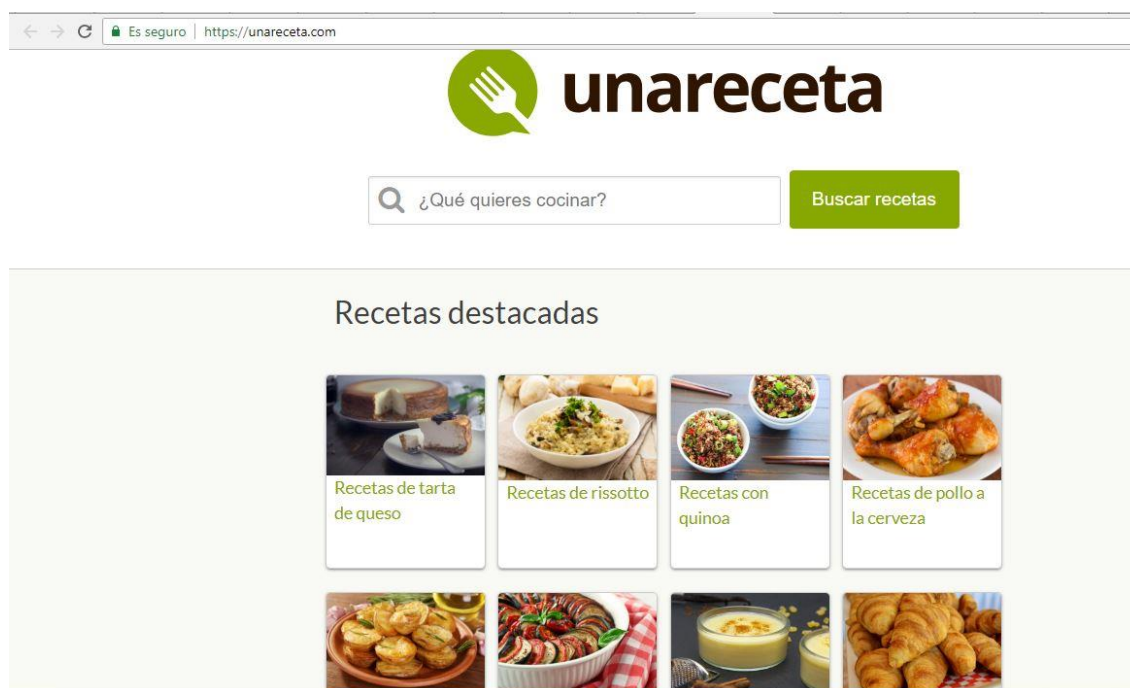 Es seguro | https://unareceta.com
unareceta
¿Qué quieres cocinar?
Buscar recetas
Recetas destacadas
Recetas de tarta
de queso
Recetas de rissotto
Recetas con
quinoa
Recetas de pollo a
la cerveza